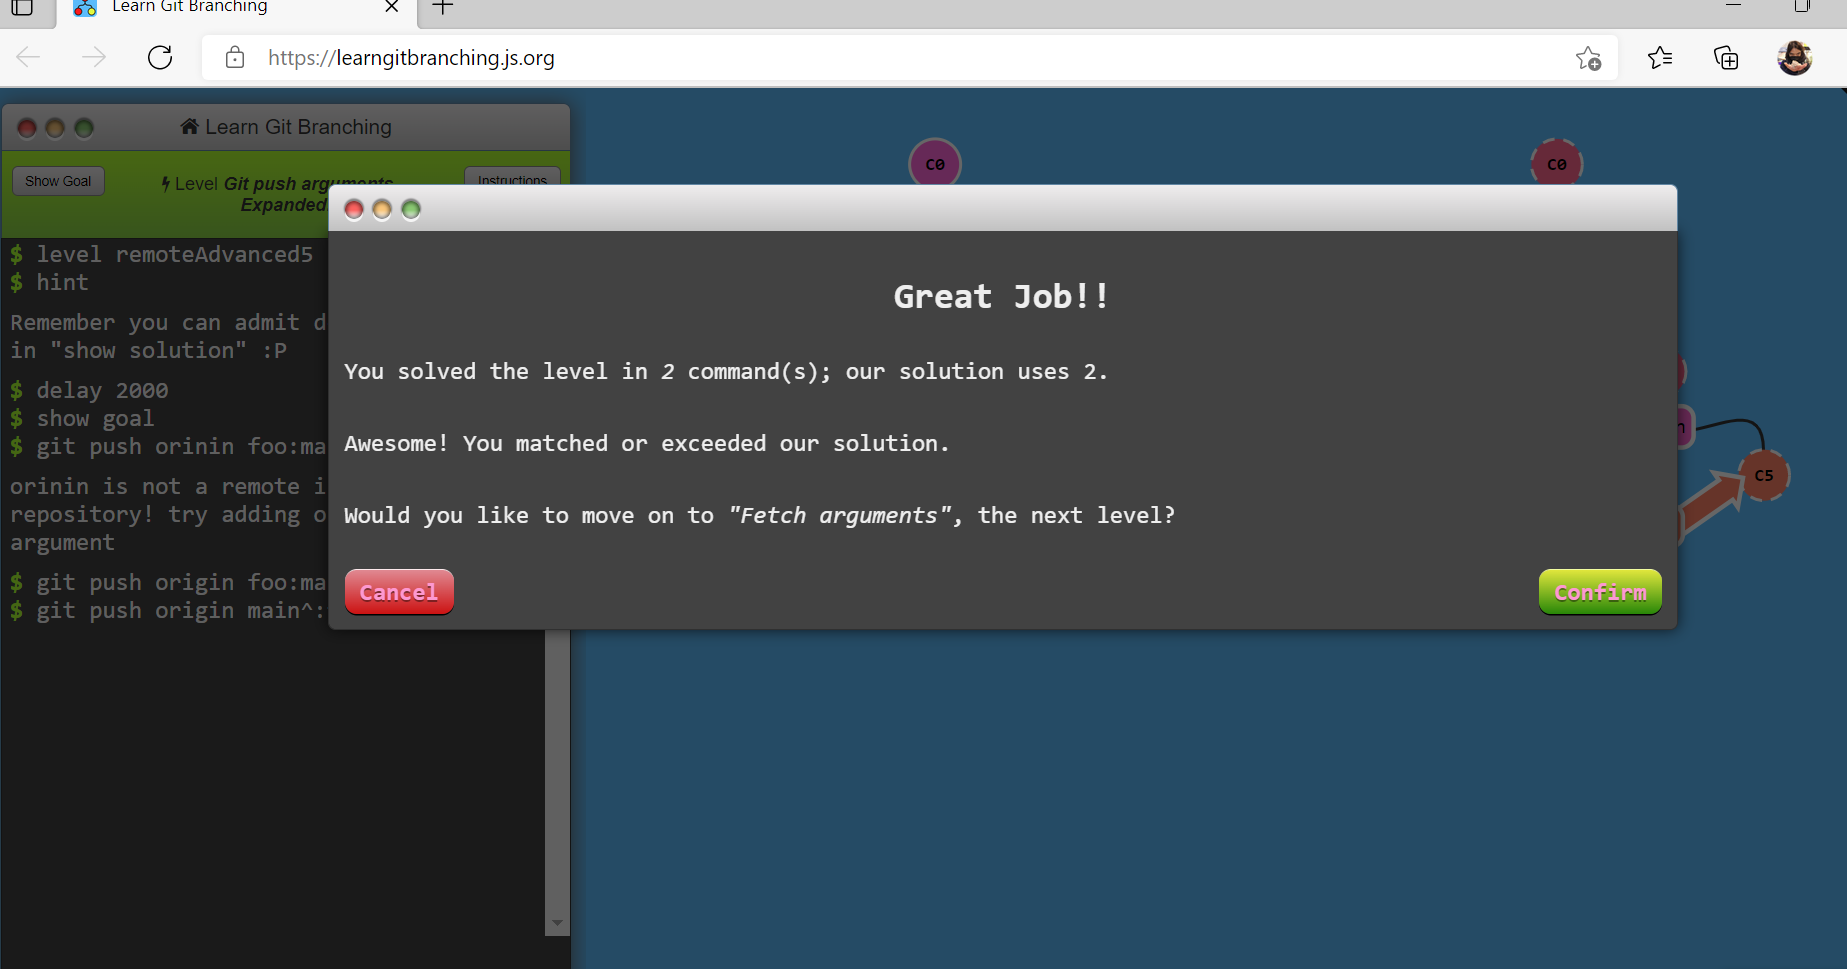 Learn Git Branching
https://learngitbranching.js.org
Learn Git Branching
Show Goal
Level Git push arguments
Expanded
Instructions
C0
C0
$ level remoteAdvanced5
$ hint
Remember you can admit
in "show solution" :P
$ delay 2000
$ show goal
$ git push orinin
orinin is not a remote
repository! try adding
argument
$ git push origin
$ git push origin main^:
Great Job!!
You solved the level in 2 command(s); our solution uses 2.
Awesome! You matched or exceeded our solution.
Would you like to move on to "Fetch arguments", the next level?
Cancel
Confirm
C5